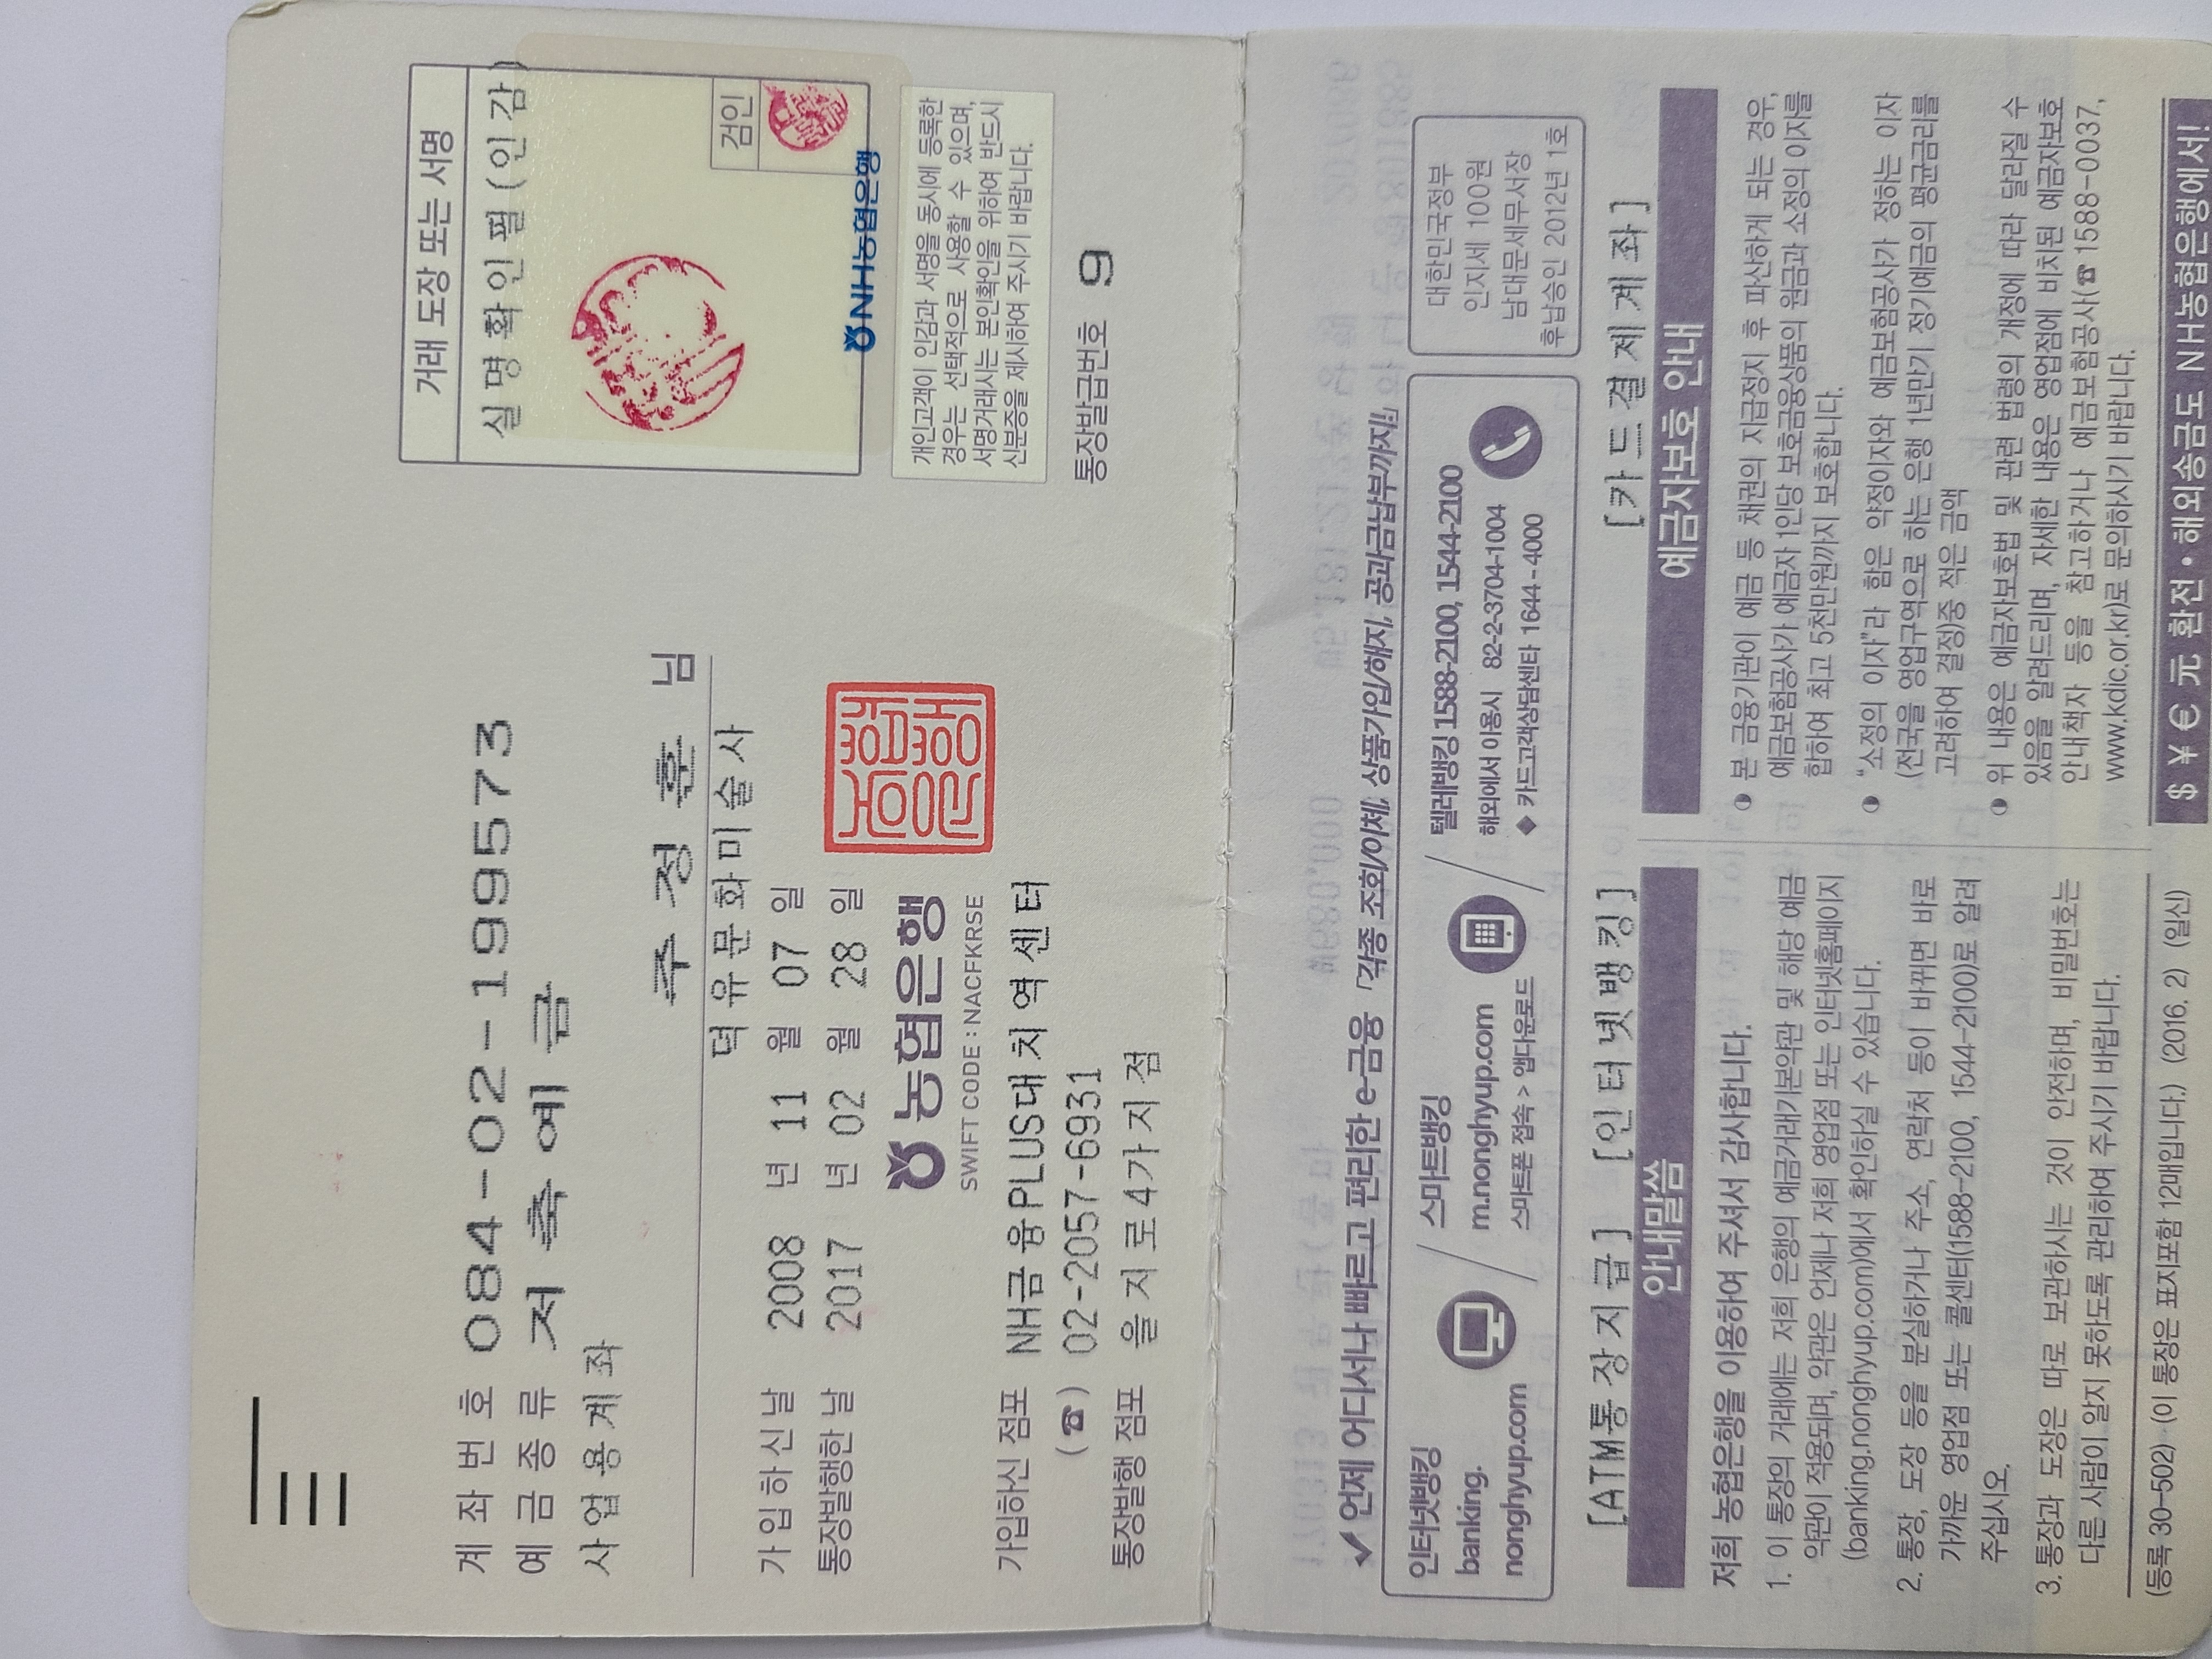 계 좌 번 호 084-02-199573
예 금 종 류 저 축 예 금
사 업 용 계 좌
주 정 훈 님
덕 유 문 화 미 술 사
가 입 하 신 날 2008 년 11 월 07 일
통장발행한 날 2017 년 02 월 28 일
농협은행
SWIFT CODE : NACFKRSE
가입하신 점포 NH금융PLUS대치역센터
(☎) 02-2057-6931
통장발행 점포 을지로4가지점
거래 도장 또는 서명
실 명 확 인 필 (인 감)
검인
NH농협은행
개인고객이 인감과 서명을 동시에 등록한
경우는 선택적으로 사용할 수 있으며,
서명거래시는 본인확인을 위하여 반드시
신분증을 제시하여 주시기 바랍니다.
통장발급번호 9
✓ 언제 어디서나 빠르고 편리한 e-금융 「각종 조회/이체, 상품가입/해지, 공과금납부까지!」
인터넷뱅킹
banking.
nonghyup.com
스마트뱅킹
m.nonghyup.com
스마트폰 접속 > 앱다운로드
텔레뱅킹 1588-2100, 1544-2100
해외에서 이용시 82-2-3704-1004
◆ 카드고객상담센타 1644-4000
대한민국정부
인지세 100원
남대문세무서장
후납승인 2012년 1호
[ATM통장지급] [인터넷뱅킹] [카드결제계좌]
안내말씀
저희 농협은행을 이용하여 주셔서 감사합니다.
1. 이 통장의 거래에는 저희 은행의 예금거래기본약관 및 해당 예금
약관이 적용되며, 약관은 언제나 저희 영업점 또는 인터넷홈페이지
(banking.nonghyup.com)에서 확인하실 수 있습니다.
2. 통장, 도장 등을 분실하거나 주소, 연락처 등이 바뀌면 바로
가까운 영업점 또는 콜센터(1588-2100, 1544-2100)로 알려
주십시오.
3. 통장과 도장은 따로 보관하시는 것이 안전하며, 비밀번호는
다른 사람이 알지 못하도록 관리하여 주시기 바랍니다.
(등록 30-502) (이 통장은 표지포함 12매입니다.) (2016. 2) (일신)
예금자보호 안내
본 금융기관이 예금 등 채권의 지급정지 후 파산하게 되는 경우,
예금보험공사가 예금자 1인당 보호금융상품의 원금과 소정의 이자를
합하여 최고 5천만원까지 보호합니다.
"소정의 이자"라 함은 약정이자와 예금보험공사가 정하는 이자
(전국을 영업구역으로 하는 은행 1년만기 정기예금의 평균금리를
고려하여 결정)중 적은 금액
위 내용은 예금자보호법 및 관련 법령의 개정에 따라 달라질 수
있음을 알려드리며, 자세한 내용은 영업점에 비치된 예금자보호
안내책자 등을 참고하거나 예금보험공사(☎1588-0037,
www.kdic.or.kr)로 문의하시기 바랍니다.
$ ¥ € 元 환전 · 해외송금도 NH농협은행에서!